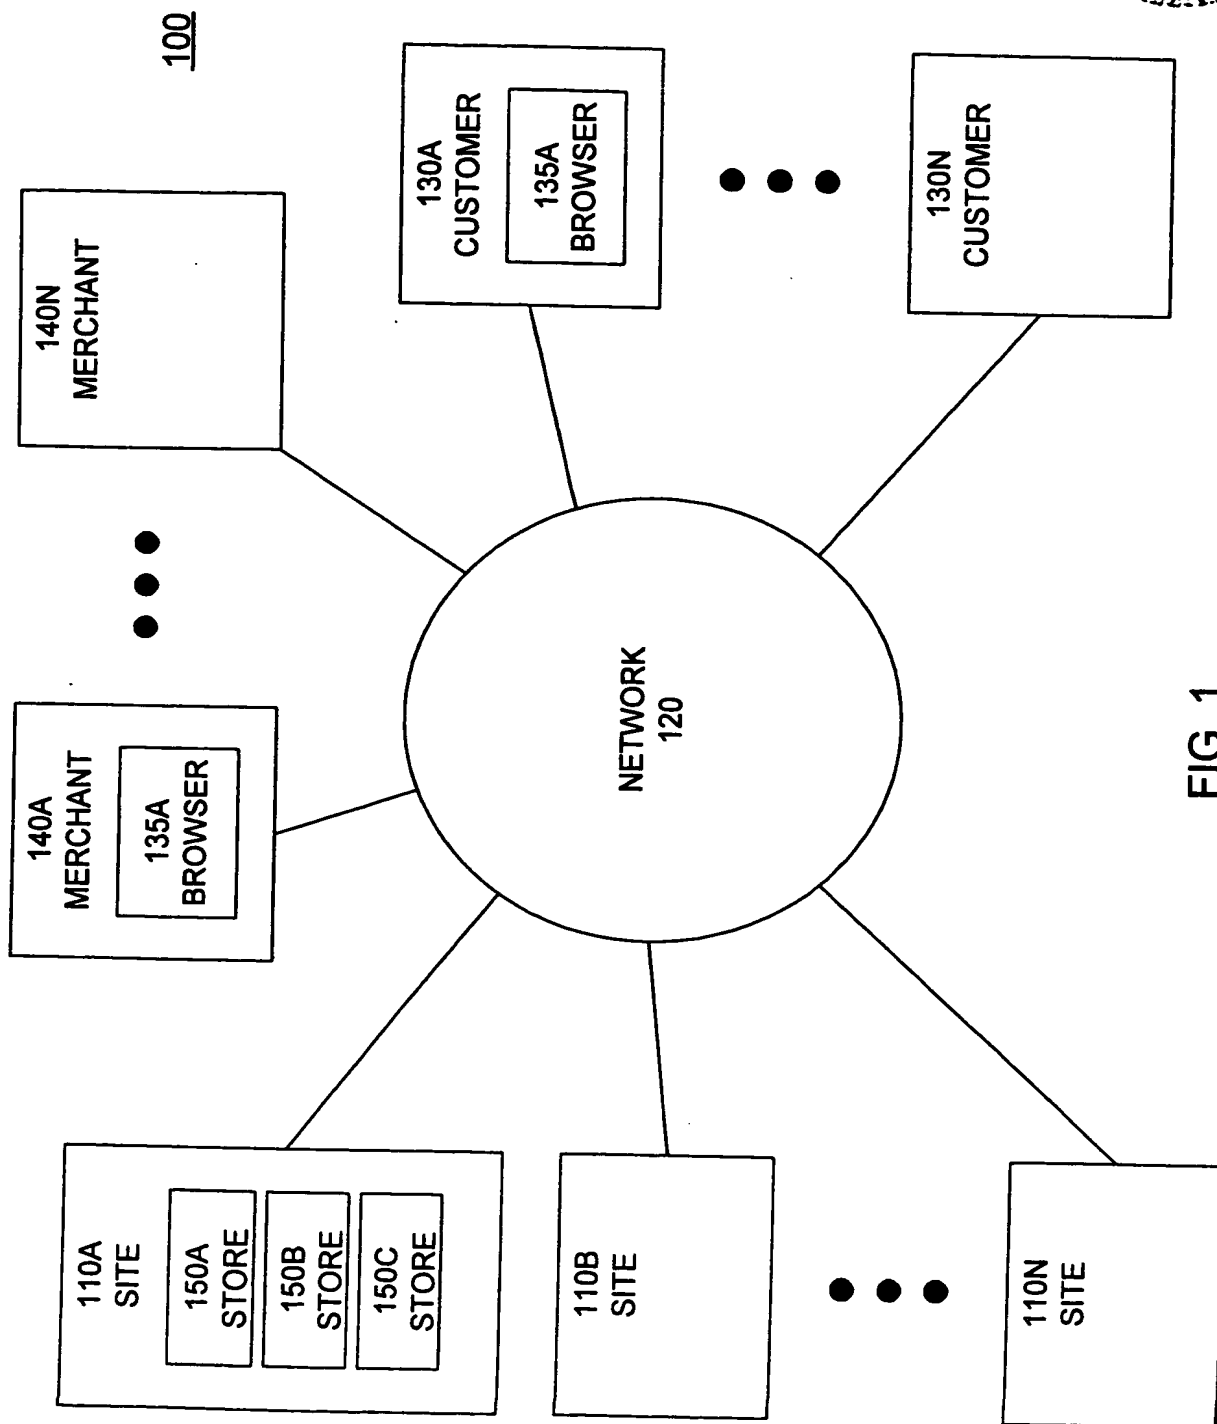 100
140A
MERCHANT
135A
BROWSER
140N
MERCHANT
110A
SITE
150A
STORE
150B
STORE
150C
STORE
130A
CUSTOMER
135A
BROWSER
NETWORK
120
110B
SITE
110N
SITE
130N
CUSTOMER
FIG. 1